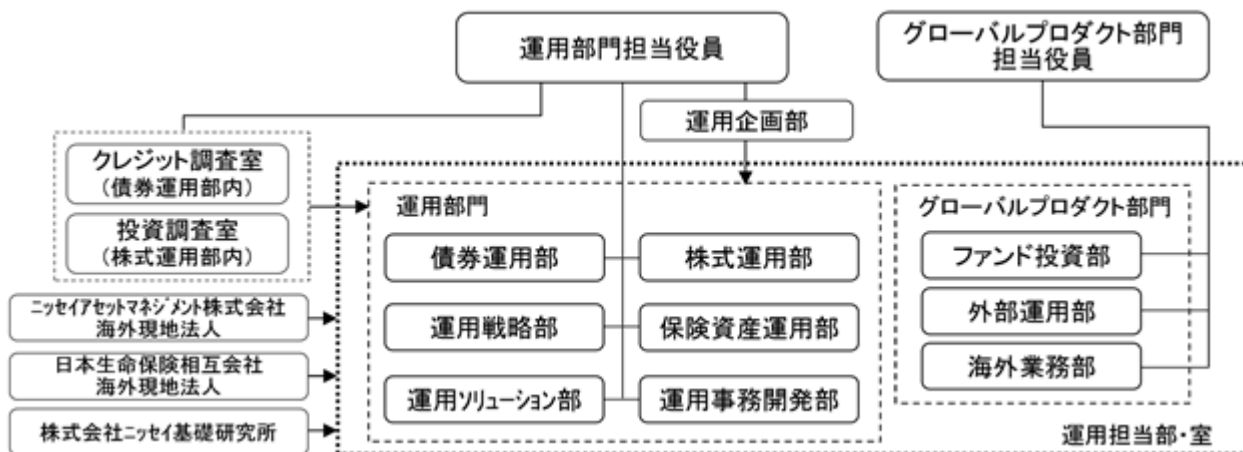 運用部門担当役員
グローバルプロダクト部門
担当役員
運用企画部
クレジット調査室
(債券運用部内)
投資調査室
(株式運用部内)
ニッセイアセットマネジメント株式会社
海外現地法人
日本生命保険相互会社
海外現地法人
株式会社ニッセイ基礎研究所
運用部門
債券運用部
株式運用部
運用戦略部
保険資産運用部
運用ソリューション部
運用事務開発部
グローバルプロダクト部門
ファンド投資部
外部運用部
海外業務部
運用担当部・室